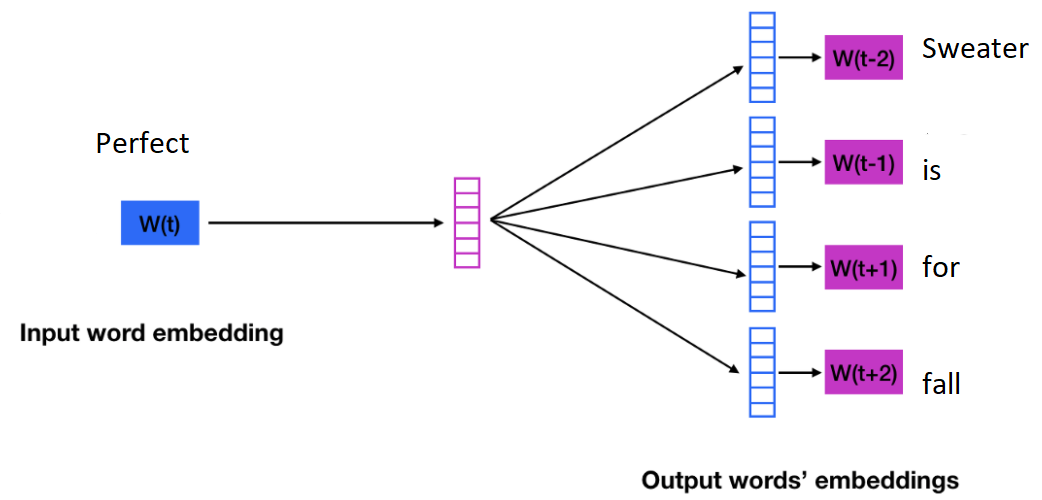 Perfect
W(t)
Input word embedding
W(t-2) Sweater
W(t-1) is
W(t+1) for
W(t+2) fall
Output words’ embeddings